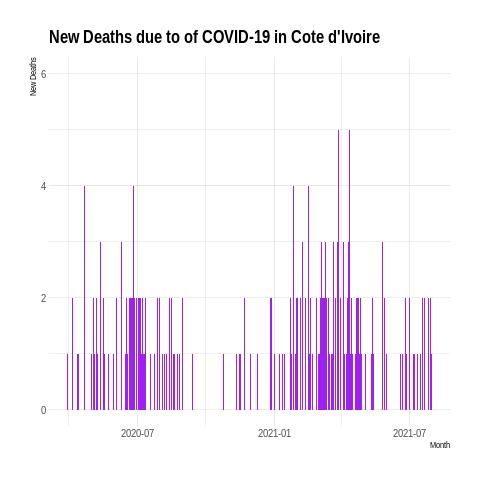 New Deaths due to of COVID-19 in Cote d'Ivoire
New Deaths
6
4
2
0
2020-07
2021-01
2021-07
Month